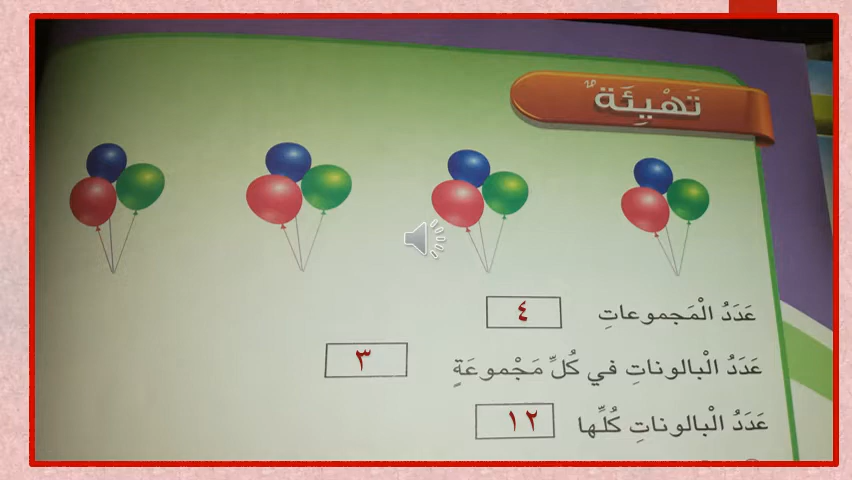 تَهْيِئَةٌ
عَدَدُ الْمَجموعاتِ ٤
عَدَدُ الْبالوناتِ في كُلِّ مَجْموعَةٍ ٣
عَدَدُ الْبالوناتِ كُلِّها ١٢